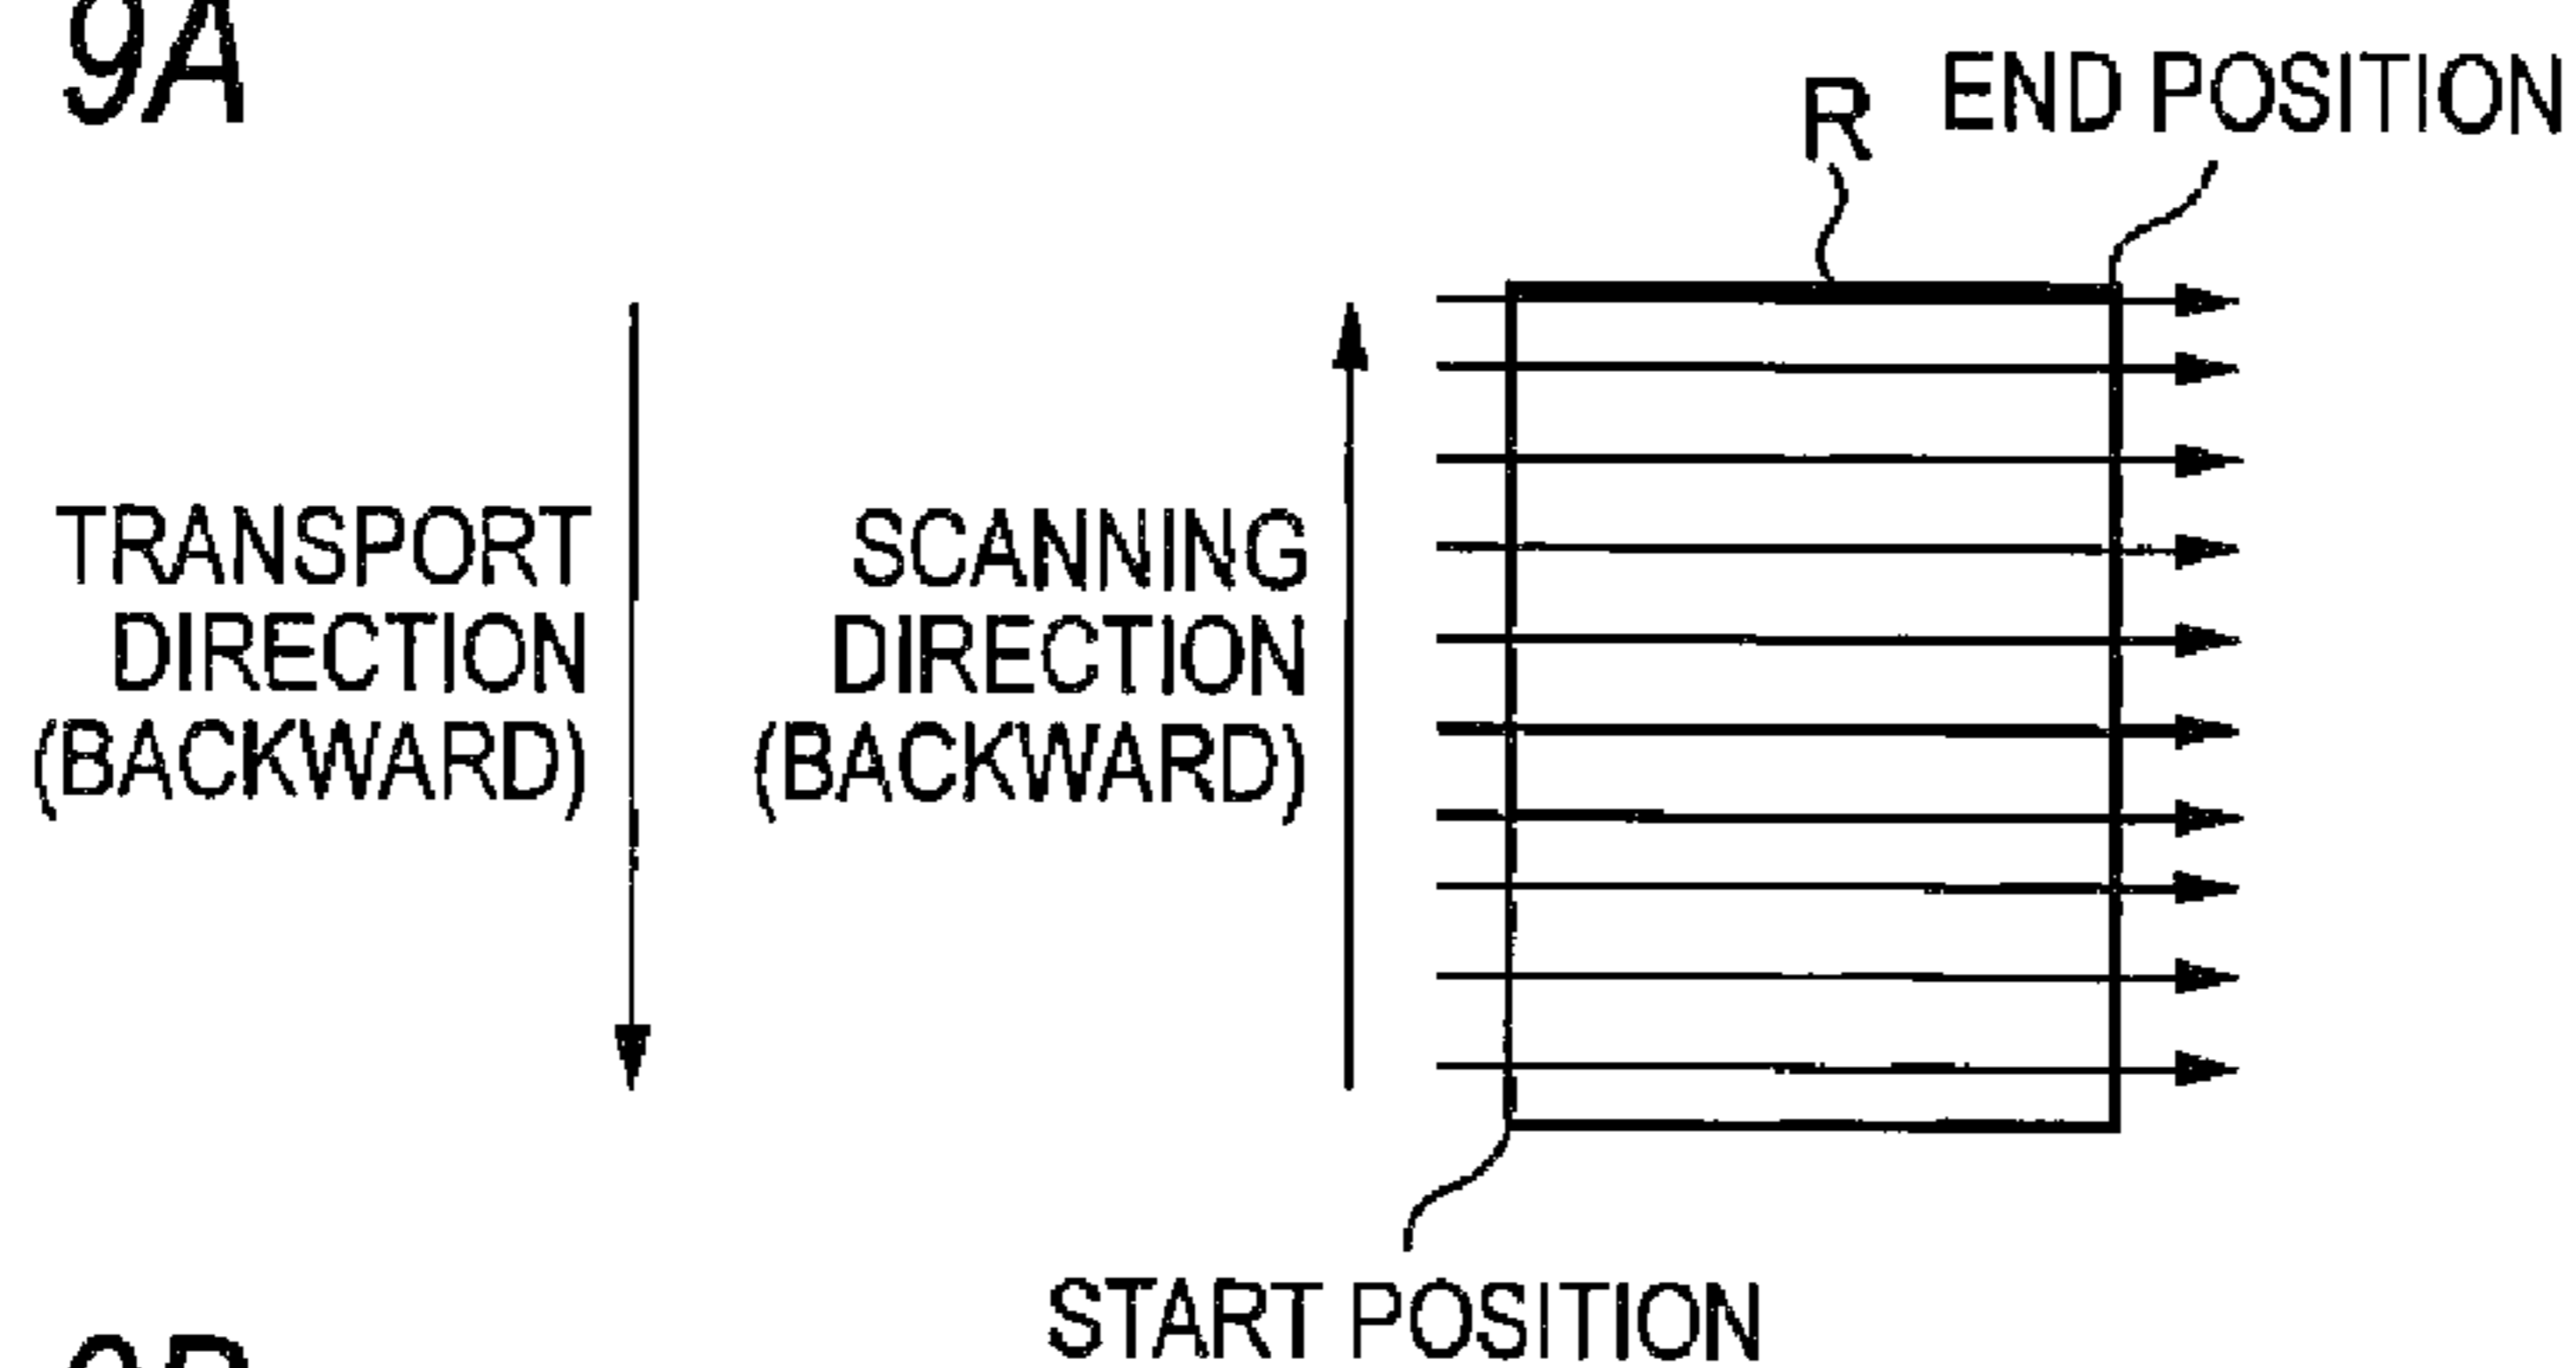 9A
R
END POSITION
TRANSPORT
DIRECTION
(BACKWARD)
SCANNING
DIRECTION
(BACKWARD)
START POSITION